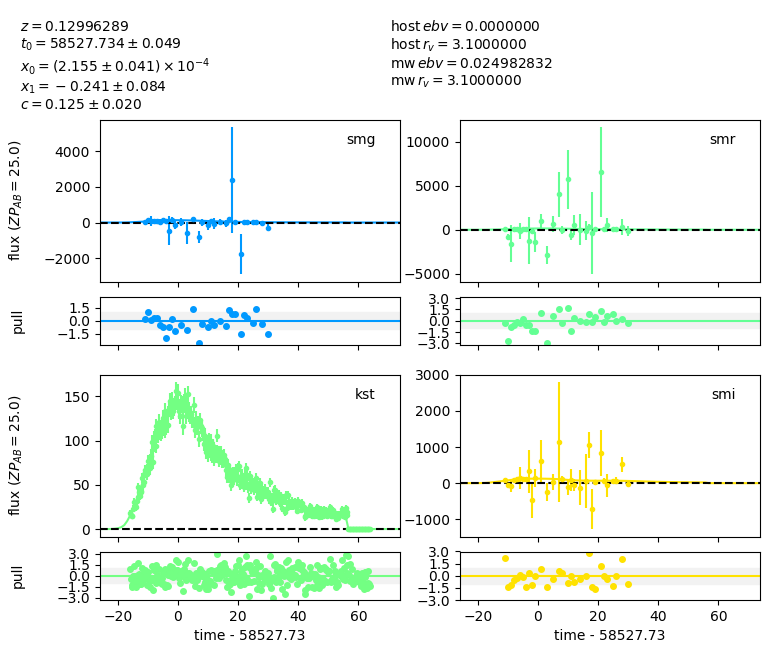 z = 0.12996289
t₀ = 58527.734 ± 0.049
x₀ = (2.155 ± 0.041) × 10⁻⁴
x₁ = −0.241 ± 0.084
c = 0.125 ± 0.020
host ebv = 0.0000000
host r_v = 3.1000000
mw ebv = 0.024982832
mw r_v = 3.1000000
smg
flux (ZP_AB = 25.0)
4000
2000
0
−2000
smr
10000
5000
0
−5000
pull
1.5
0.0
−1.5
3.0
1.5
0.0
−1.5
−3.0
kst
flux (ZP_AB = 25.0)
150
100
50
0
smi
3000
2000
1000
0
−1000
pull
3.0
1.5
0.0
−1.5
−3.0
−20 0 20 40 60
time - 58527.73
3.0
1.5
0.0
−1.5
−3.0
−20 0 20 40 60
time - 58527.73